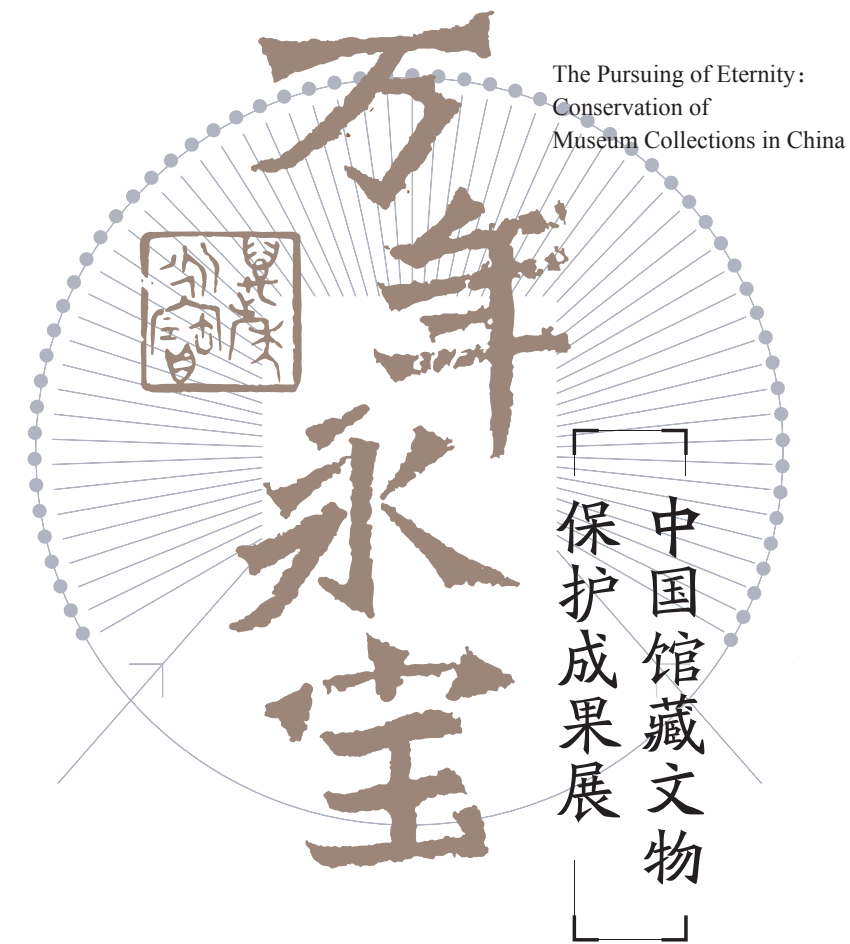 万年永宝
The Pursuing of Eternity：
Conservation of
Museum Collections in China
中国馆藏文物
保护成果展